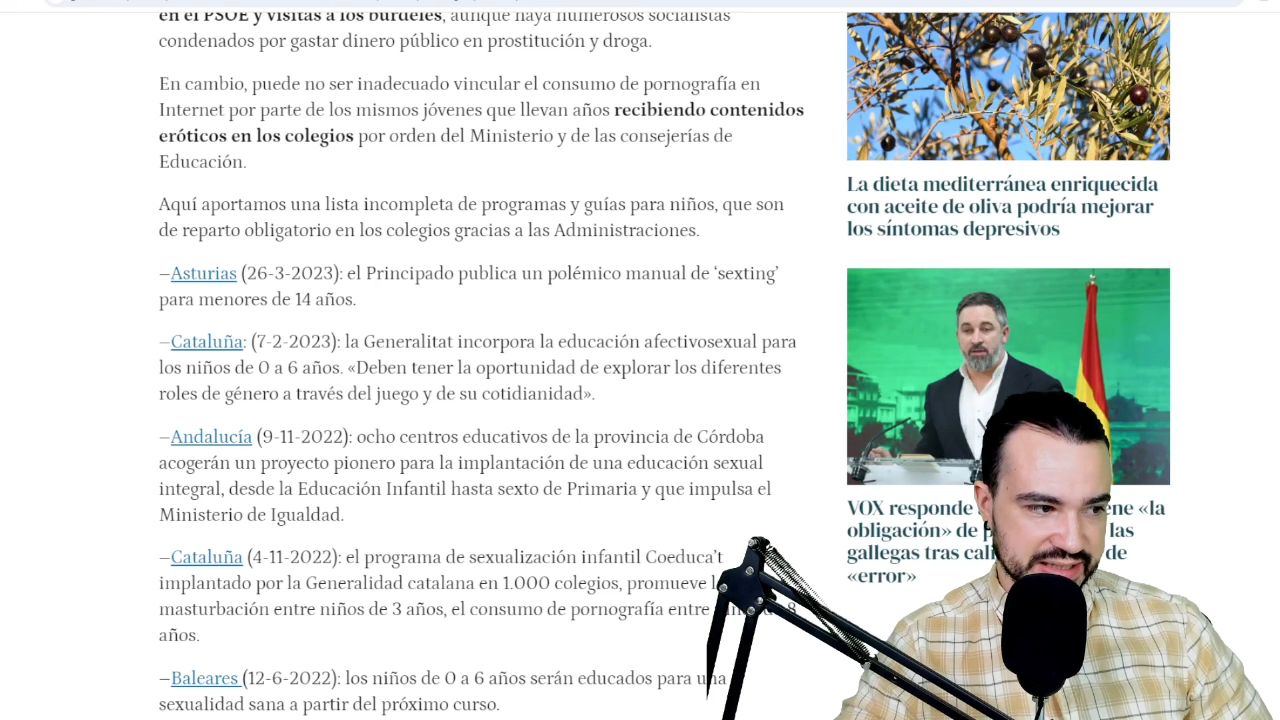 en el PSOE y visitas a los burdeles, aunque haya numerosos socialistas
condenados por gastar dinero público en prostitución y droga.
En cambio, puede no ser inadecuado vincular el consumo de pornografía en
Internet por parte de los mismos jóvenes que llevan años recibiendo contenidos
eróticos en los colegios por orden del Ministerio y de las consejerías de
Educación.
Aquí aportamos una lista incompleta de programas y guías para niños, que son
de reparto obligatorio en los colegios gracias a las Administraciones.
–Asturias (26-3-2023): el Principado publica un polémico manual de ‘sexting’
para menores de 14 años.
–Cataluña: (7-2-2023): la Generalitat incorpora la educación afectivosexual para
los niños de 0 a 6 años. «Deben tener la oportunidad de explorar los diferentes
roles de género a través del juego y de su cotidianidad».
–Andalucía (9-11-2022): ocho centros educativos de la provincia de Córdoba
acogerán un proyecto pionero para la implantación de una educación sexual
integral, desde la Educación Infantil hasta sexto de Primaria y que impulsa el
Ministerio de Igualdad.
–Cataluña (4-11-2022): el programa de sexualización infantil Coeduca’t
implantado por la Generalidad catalana en 1.000 colegios, promueve
masturbación entre niños de 3 años, el consumo de pornografía entre 8
años.
–Baleares (12-6-2022): los niños de 0 a 6 años serán educados para una
sexualidad sana a partir del próximo curso.
La dieta mediterránea enriquecida
con aceite de oliva podría mejorar
los síntomas depresivos
VOX responde «la
obligación» de las
gallegas tras de
«error»